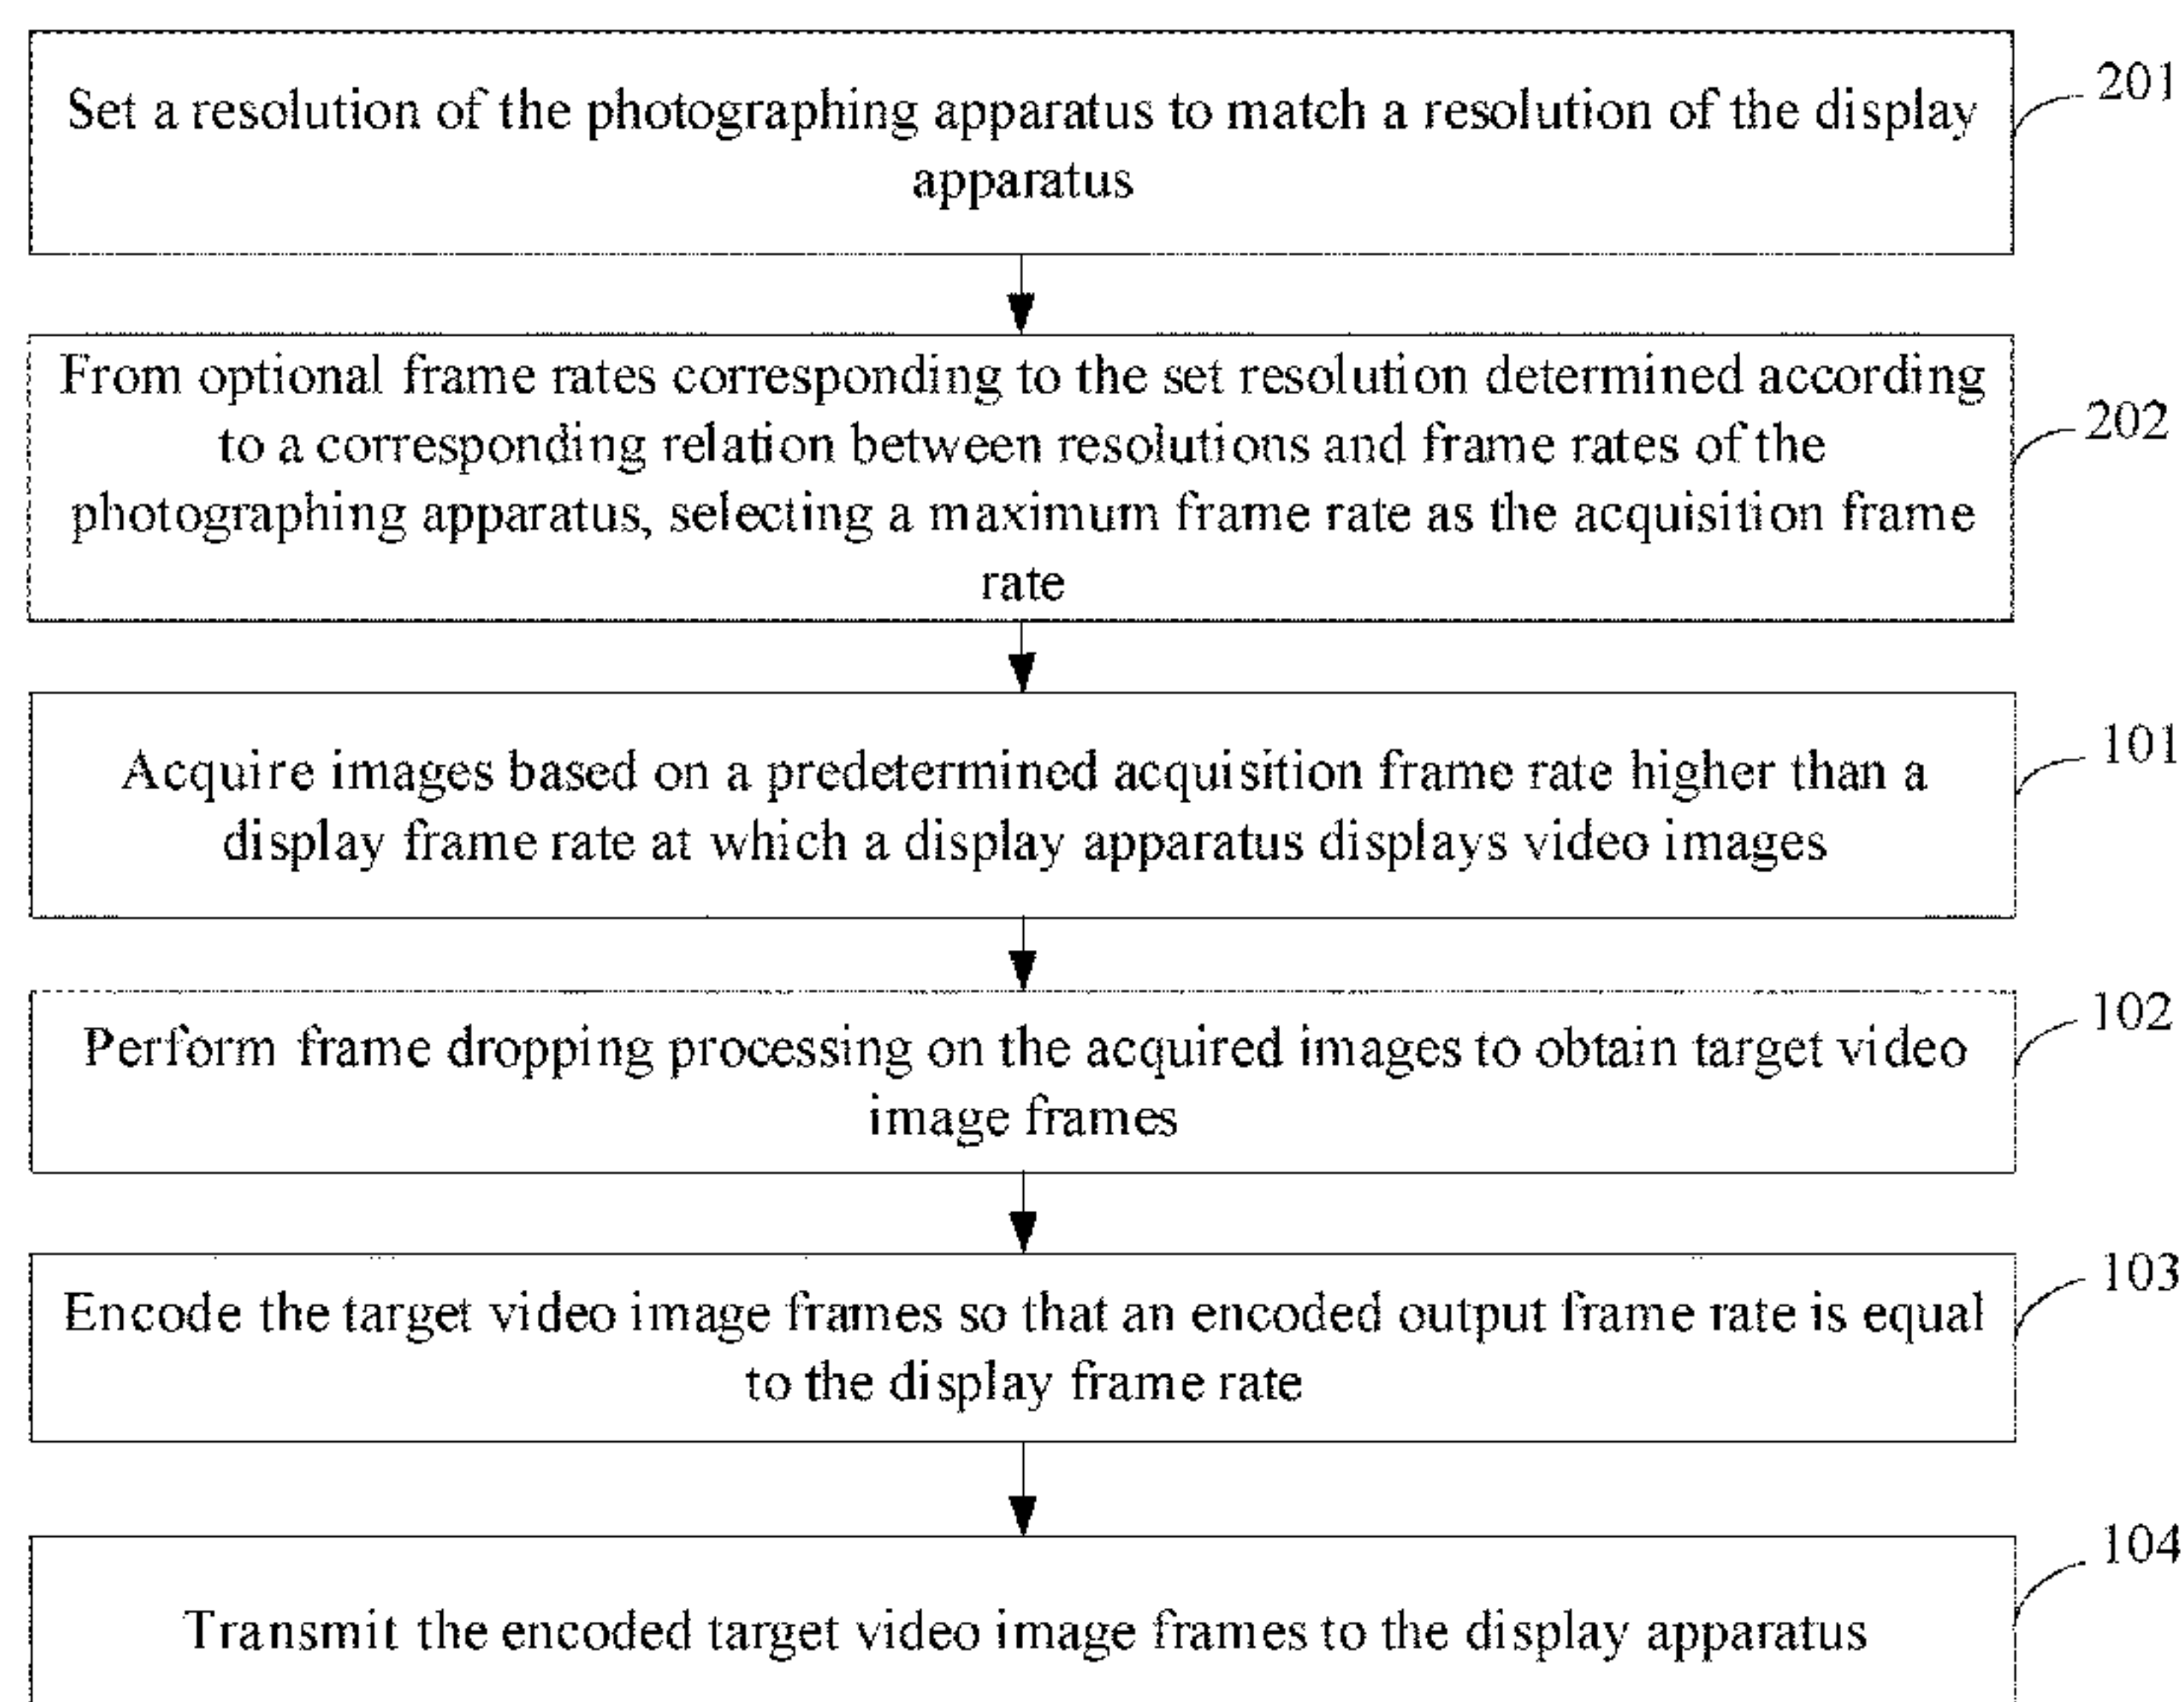 Set a resolution of the photographing apparatus to match a resolution of the display
apparatus
201
From optional frame rates corresponding to the set resolution determined according
to a corresponding relation between resolutions and frame rates of the
photographing apparatus, selecting a maximum frame rate as the acquisition frame
rate
202
Acquire images based on a predetermined acquisition frame rate higher than a
display frame rate at which a display apparatus displays video images
101
Perform frame dropping processing on the acquired images to obtain target video
image frames
102
Encode the target video image frames so that an encoded output frame rate is equal
to the display frame rate
103
Transmit the encoded target video image frames to the display apparatus
104